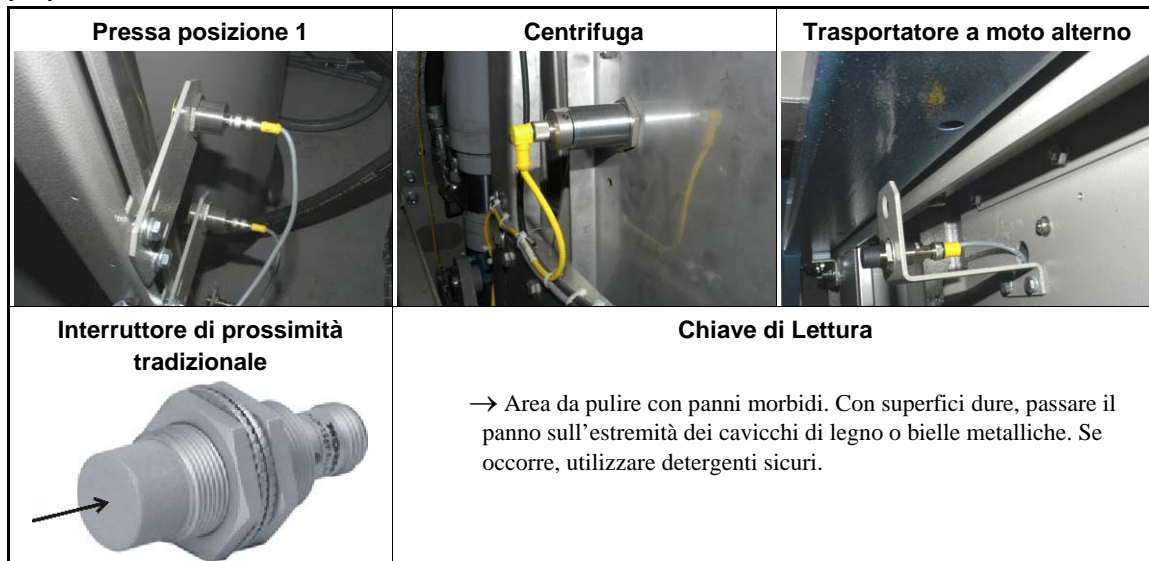 Pressa posizione 1
Centrifuga
Trasportatore a moto alterno
Interruttore di prossimità
tradizionale
Chiave di Lettura
→ Area da pulire con panni morbidi. Con superfici dure, passare il
panno sull’estremità dei cavicchi di legno o bielle metalliche. Se
occorre, utilizzare detergenti sicuri.